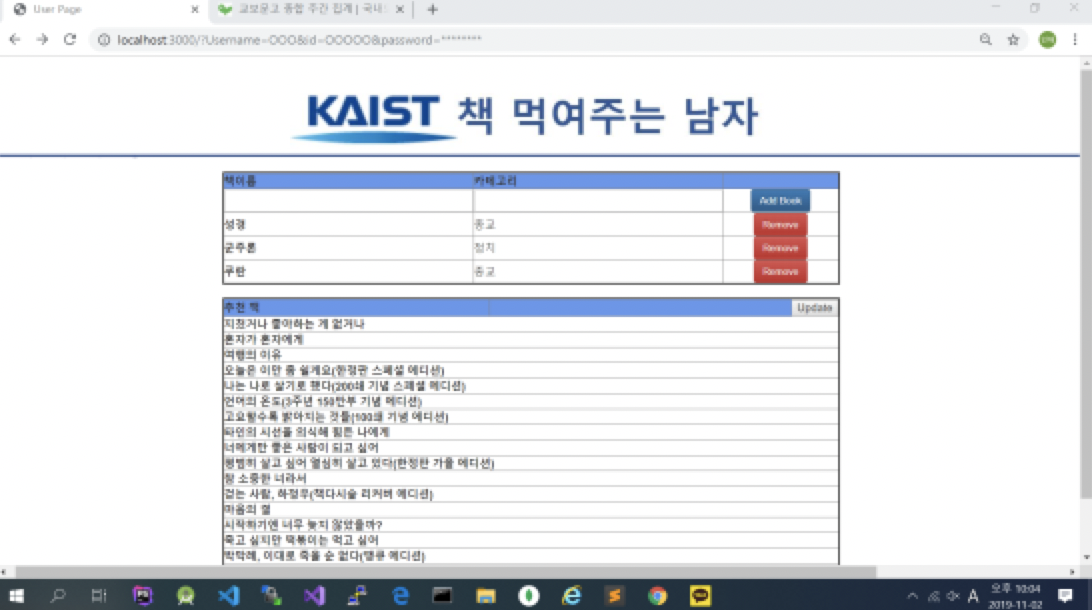 User Page
교보문고 종합 주간 집계 | 국내
localhost:3000/?Username=OOO&id=OOOOO&password=********
KAIST 책 먹여주는 남자
책이름 카테고리
Add Book
성경 종교 Remove
군주론 정치 Remove
쿠란 종교 Remove
추천 책 Update
지쳤거나 좋아하는 게 없거나
혼자가 혼자에게
여행의 이유
오늘은 이만 좀 쉴게요(한정판 스페셜 에디션)
나는 나로 살기로 했다(200쇄 기념 스페셜 에디션)
언어의 온도(3주년 150만부 기념 에디션)
고요할수록 밝아지는 것들(100쇄 기념 에디션)
타인의 시선을 의식해 힘든 나에게
너에게만 좋은 사람이 되고 싶어
평범히 살고 싶어 열심히 살고 있다(한정판 가을 에디션)
참 소중한 너라서
걷는 사람, 하정우(책다시숲 리커버 에디션)
마음의 결
시작하기엔 너무 늦지 않았을까?
죽고 싶지만 떡볶이는 먹고 싶어
박막례, 이대로 죽을 순 없다(땡큐 에디션)
A
오후 10:04
2019-11-02